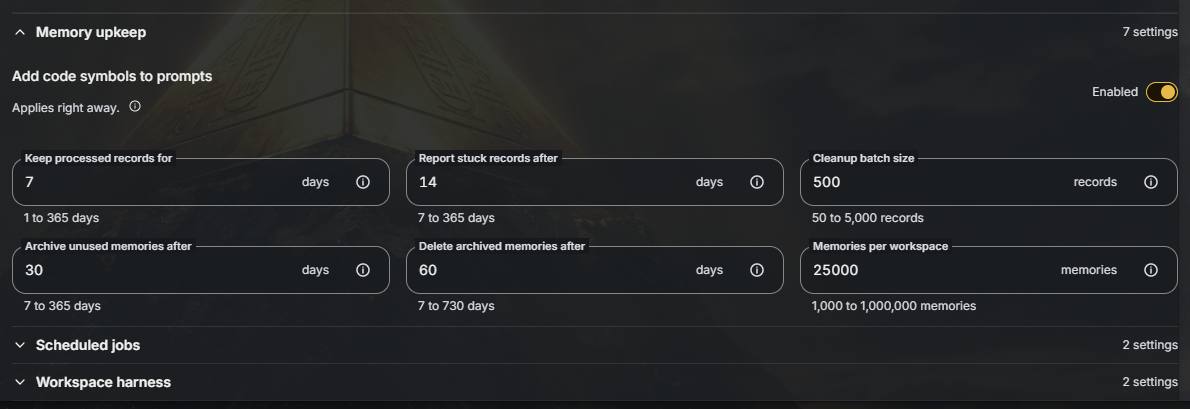 Memory upkeep
7 settings
Add code symbols to prompts
Enabled
Applies right away.
Keep processed records for
7 days
1 to 365 days
Report stuck records after
14 days
7 to 365 days
Cleanup batch size
500 records
50 to 5,000 records
Archive unused memories after
30 days
7 to 365 days
Delete archived memories after
60 days
7 to 730 days
Memories per workspace
25000 memories
1,000 to 1,000,000 memories
Scheduled jobs
2 settings
Workspace harness
2 settings